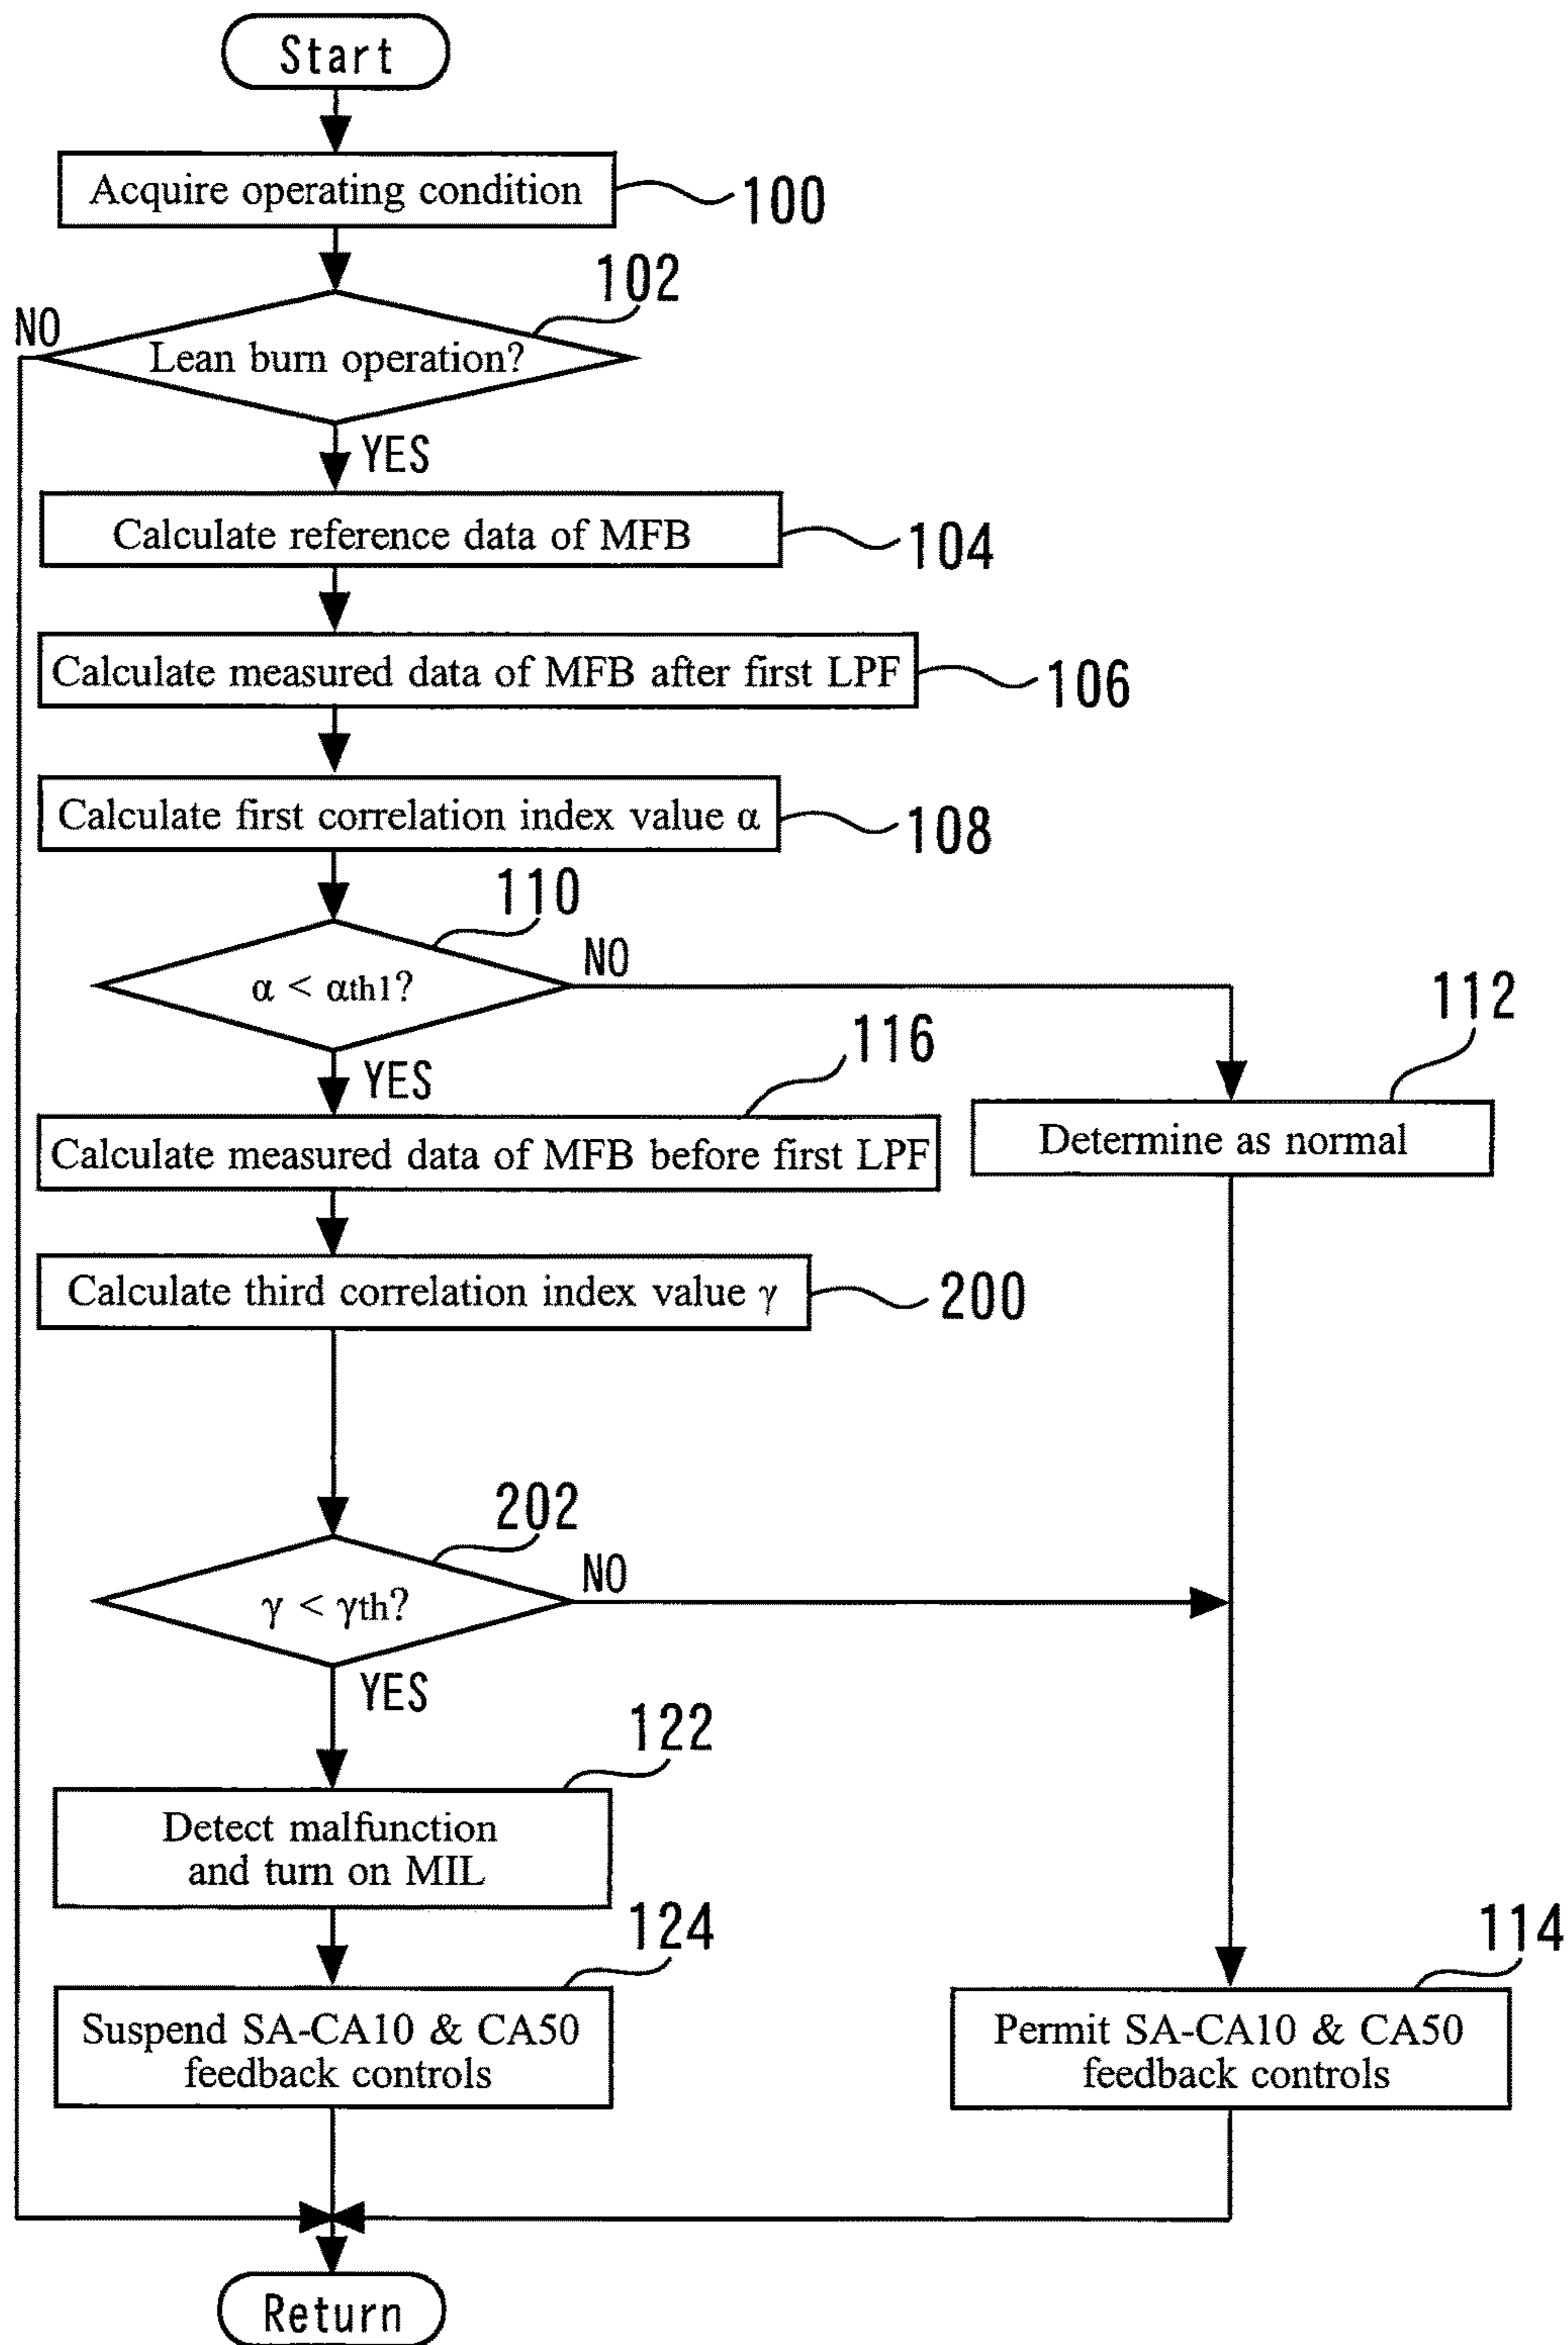 Start
Acquire operating condition
100
102
NO
Lean burn operation?
YES
Calculate reference data of MFB
104
Calculate measured data of MFB after first LPF
106
Calculate first correlation index value α
108
110
α < αth1?
NO
112
116
YES
Calculate measured data of MFB before first LPF
Determine as normal
Calculate third correlation index value γ
200
202
γ < γth?
NO
YES
122
Detect malfunction
and turn on MIL
124
114
Suspend SA-CA10 & CA50
feedback controls
Permit SA-CA10 & CA50
feedback controls
Return